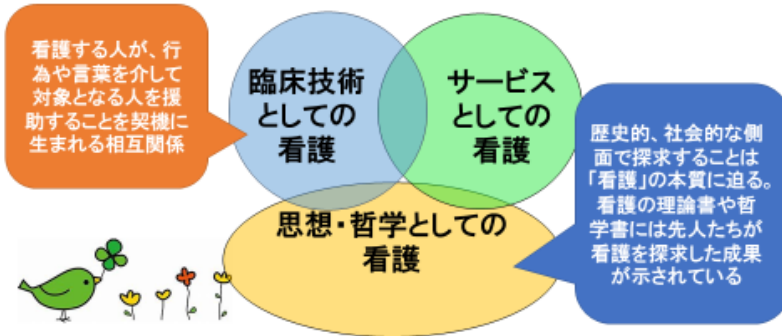 看護する人が、行
為や言葉を介して
対象となる人を援
助することを契機に
生まれる相互関係
臨床技術
としての
看護
サービス
としての
看護
思想・哲学としての
看護
歴史的、社会的な側
面で探求することは
「看護」の本質に迫る。
看護の理論書や哲
学書には先人たちが
看護を探求した成果
が示されている